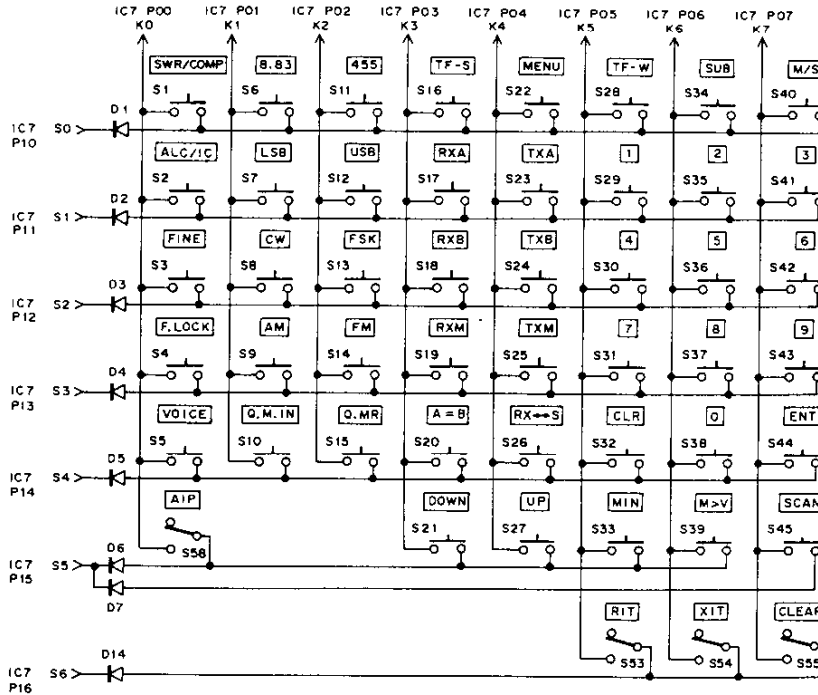 IC7 P00 IC7 P01 IC7 P02 IC7 P03 IC7 P04 IC7 P05 IC7 P06 IC7 P07
K0 K1 K2 K3 K4 K5 K6 K7
SWR/COMP 8.83 455 TF-S MENU TF-W SUB M/S
S1 S6 S11 S16 S22 S28 S34 S40
D1
IC7 S0
P10
ALC/IC LSB USB RXA TXA 1 2 3
S2 S7 S12 S17 S23 S29 S35 S41
D2
IC7 S1
P11
FINE CW FSK RXB TXB 4 5 6
S3 S8 S13 S18 S24 S30 S36 S42
D3
IC7 S2
P12
F.LOCK AM FM RXM TXM 7 8 9
S4 S9 S14 S19 S25 S31 S37 S43
D4
IC7 S3
P13
VOICE Q.M.IN Q.MR A=B RX↔S CLR 0 ENT
S5 S10 S15 S20 S26 S32 S38 S44
D5
IC7 S4
P14
AIP DOWN UP MIN M>V SCAN
S58 S21 S27 S33 S39 S45
D6
IC7 S5
P15
D7
RIT XIT CLEAR
S53 S54 S55
D14
IC7 S6
P16